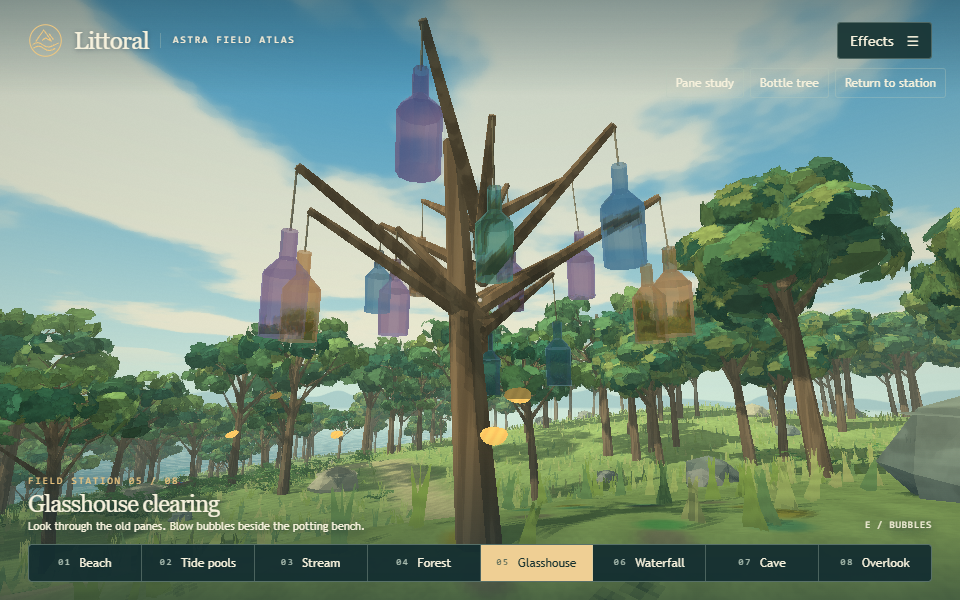 Littoral
ASTRA FIELD ATLAS
Effects
Pane study
Bottle tree
Return to station
FIELD STATION 05 / 08
Glasshouse clearing
Look through the old panes. Blow bubbles beside the potting bench.
E / BUBBLES
01 Beach
02 Tide pools
03 Stream
04 Forest
05 Glasshouse
06 Waterfall
07 Cave
08 Overlook